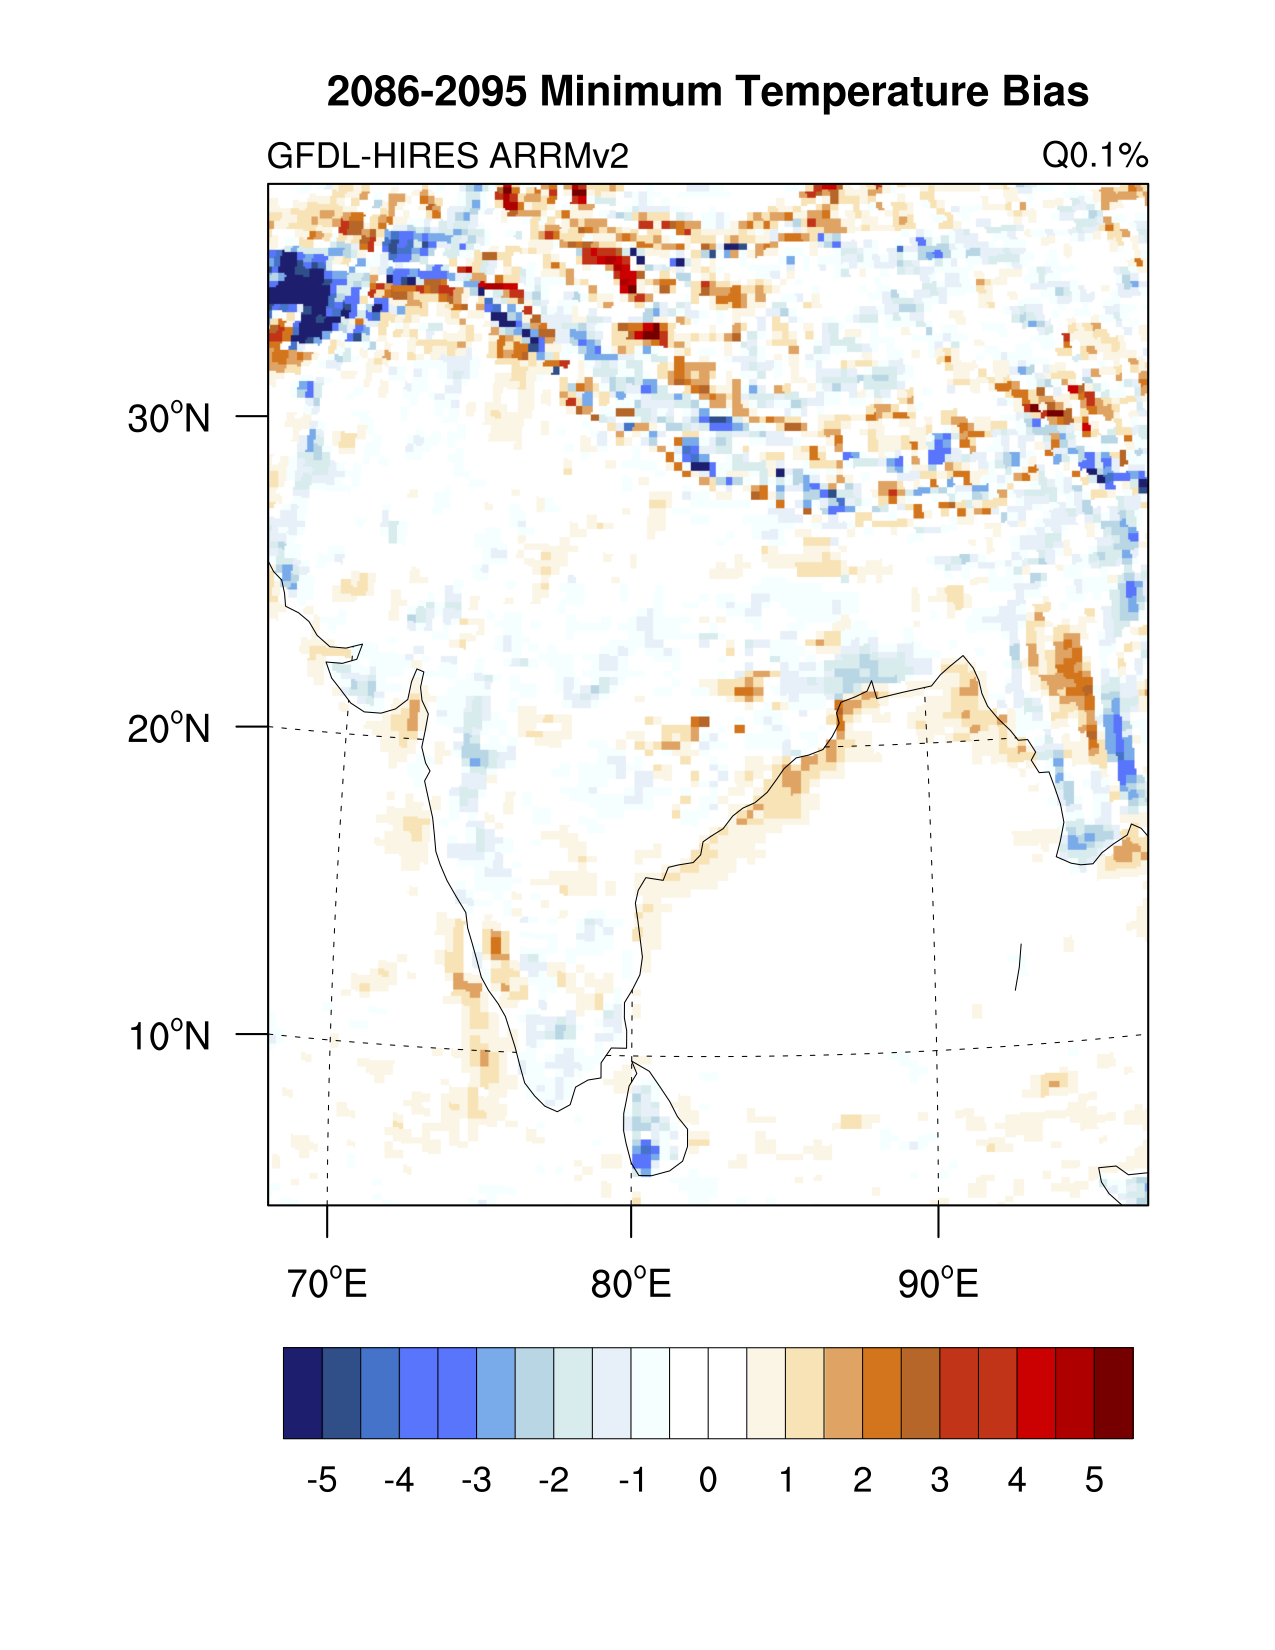 2086-2095 Minimum Temperature Bias
GFDL-HIRES ARRMv2 Q0.1%
30°N
20°N
10°N
70°E 80°E 90°E
-5 -4 -3 -2 -1 0 1 2 3 4 5